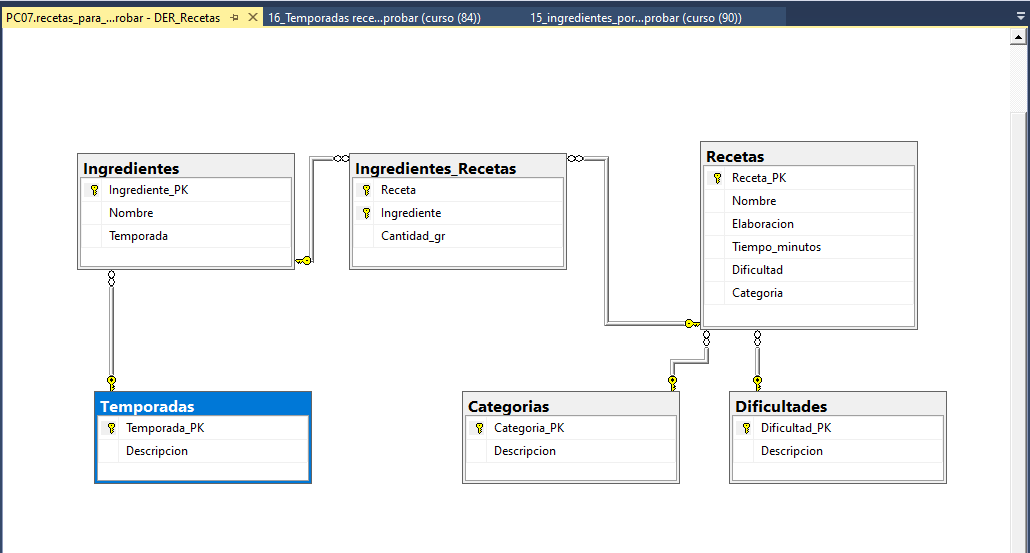 PC07.recetas_para_...robar - DER_Recetas
16_Temporadas rece...probar (curso (84))
15_ingredientes_por...probar (curso (90))
Ingredientes
Ingrediente_PK
Nombre
Temporada
Ingredientes_Recetas
Receta
Ingrediente
Cantidad_gr
Recetas
Receta_PK
Nombre
Elaboracion
Tiempo_minutos
Dificultad
Categoria
Temporadas
Temporada_PK
Descripcion
Categorias
Categoria_PK
Descripcion
Dificultades
Dificultad_PK
Descripcion